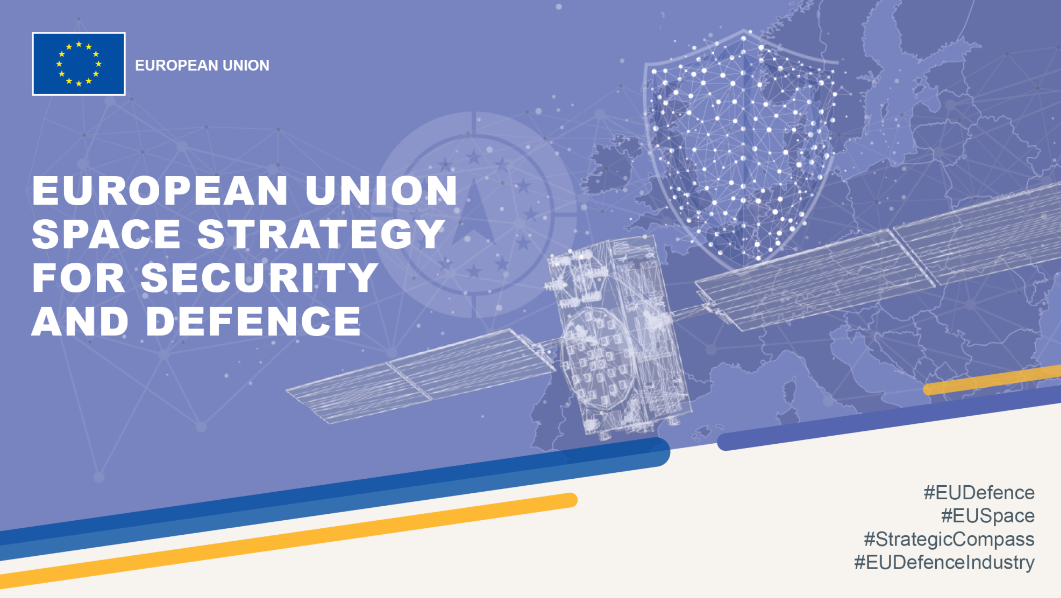 EUROPEAN UNION
EUROPEAN UNION
SPACE STRATEGY
FOR SECURITY
AND DEFENCE
#EUDefence
#EUSpace
#StrategicCompass
#EUDefenceIndustry